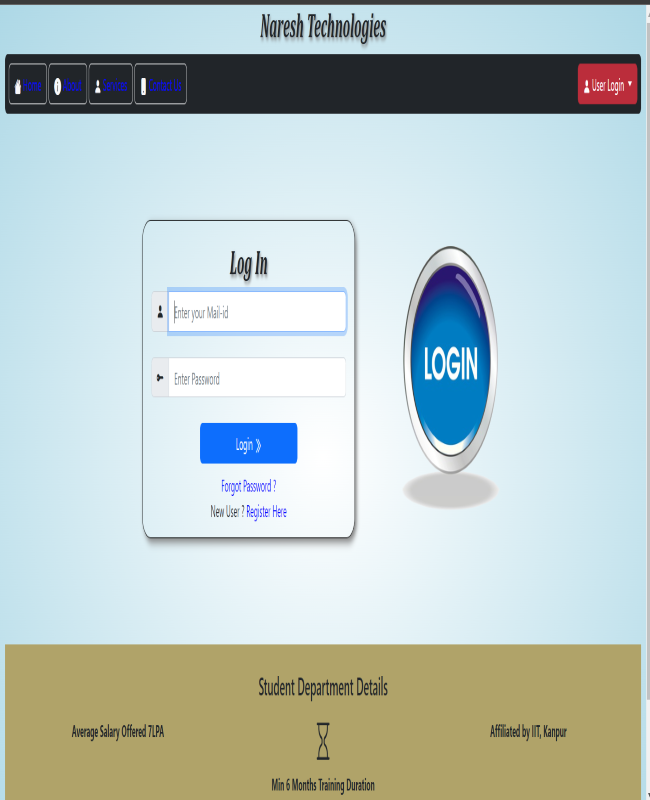 Naresh Technologies
Home About Services Contact Us User Login
Log In
Enter your Mail-id
LOGIN
Enter Password
Login »
Forgot Password ?
New User ? Register Here
Student Department Details
Average Salary Offered 7LPA
Affiliated by IIT, Kanpur
Min 6 Months Training Duration